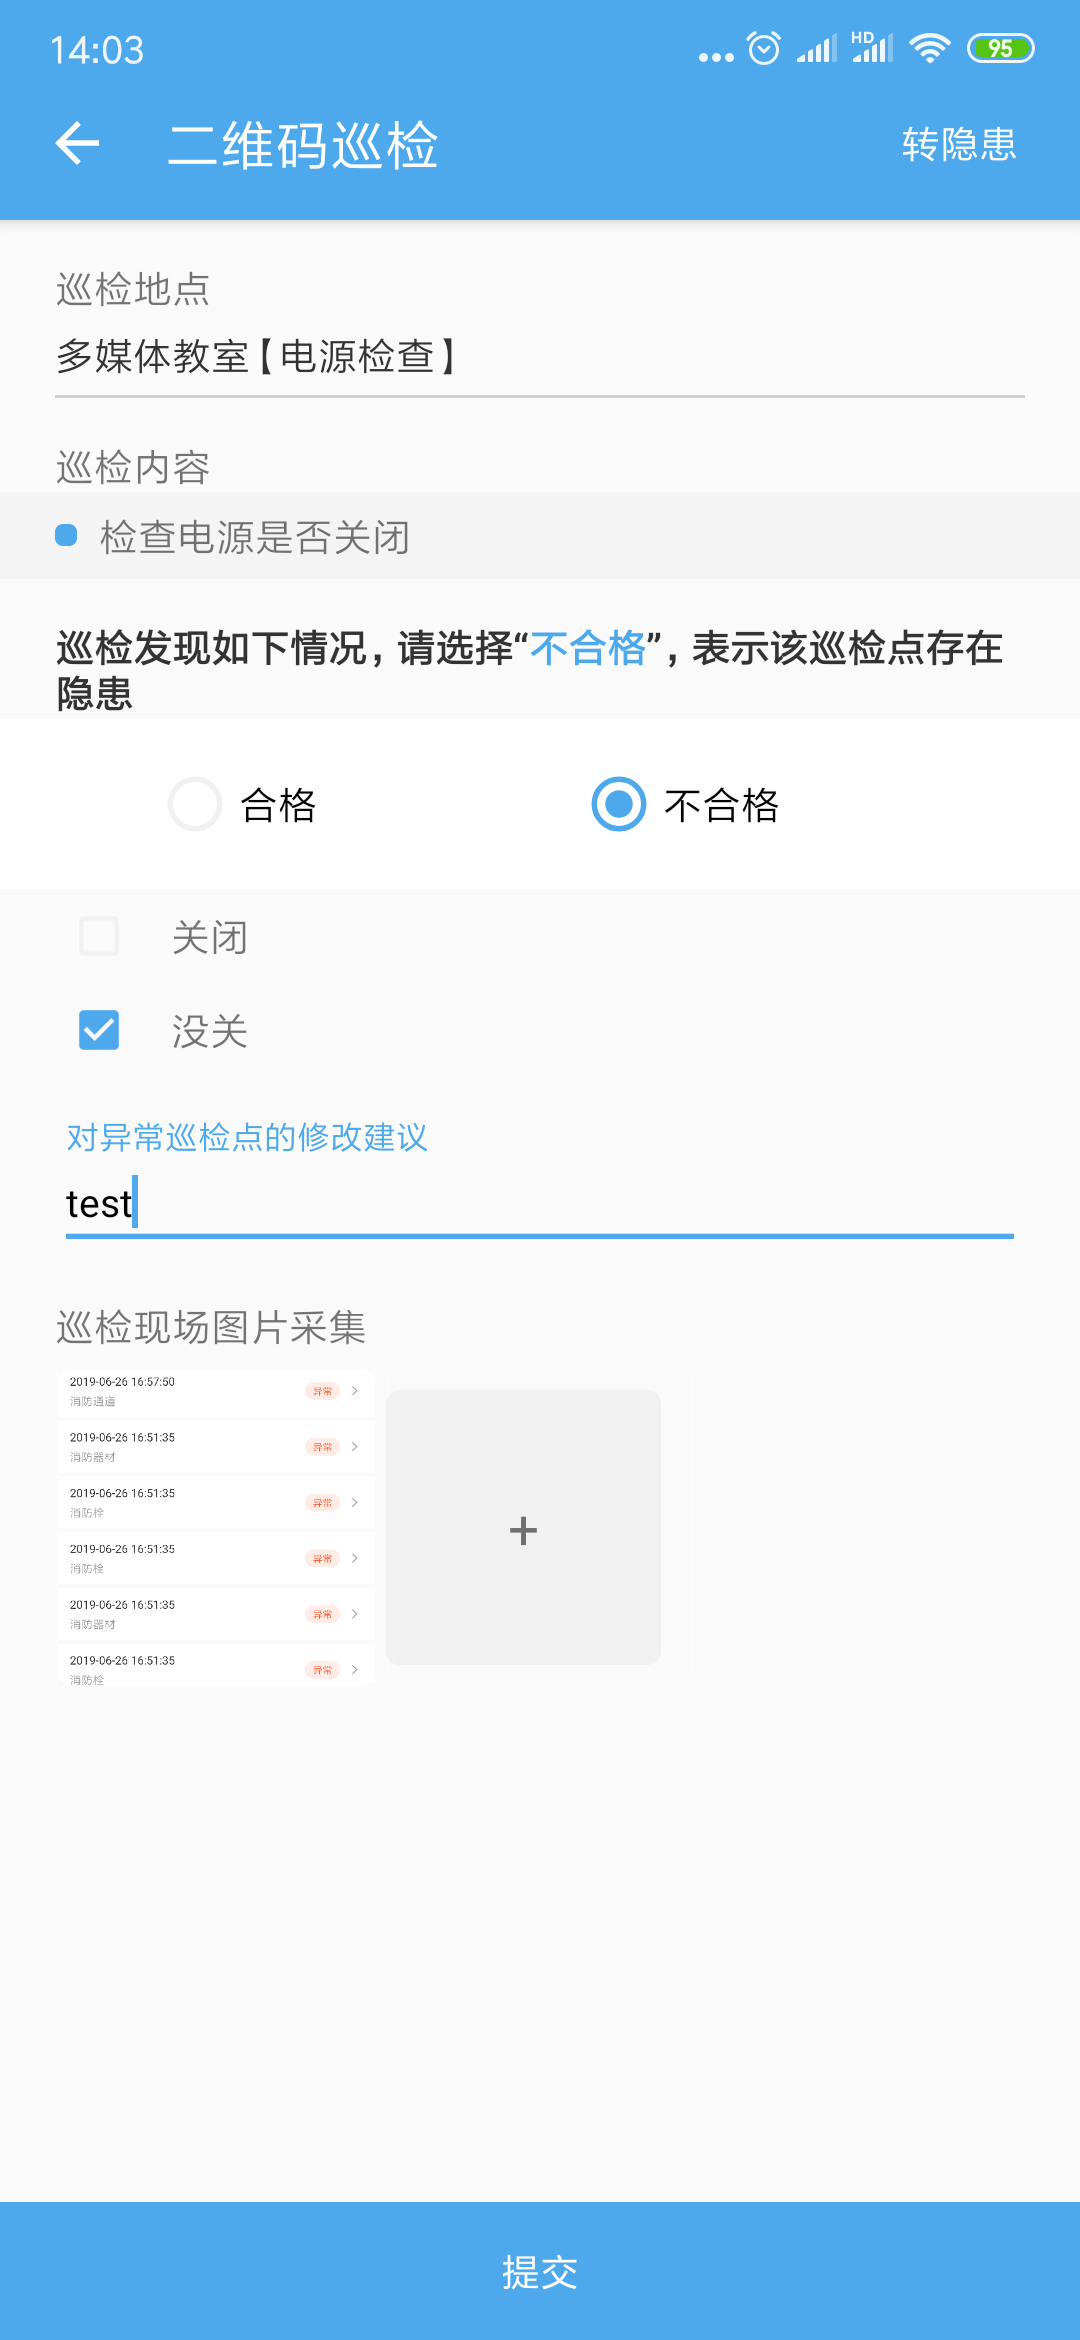 14:03
HD
95
二维码巡检
转隐患
巡检地点
多媒体教室【电源检查】
巡检内容
检查电源是否关闭
巡检发现如下情况，请选择“不合格”，表示该巡检点存在
隐患
合格
不合格
关闭
没关
对异常巡检点的修改建议
test
巡检现场图片采集
2019-06-26 16:57:50
消防通道
异常
2019-06-26 16:51:35
消防器材
异常
2019-06-26 16:51:35
消防栓
异常
2019-06-26 16:51:35
消防栓
异常
2019-06-26 16:51:35
消防器材
异常
2019-06-26 16:51:35
消防栓
异常
+
提交